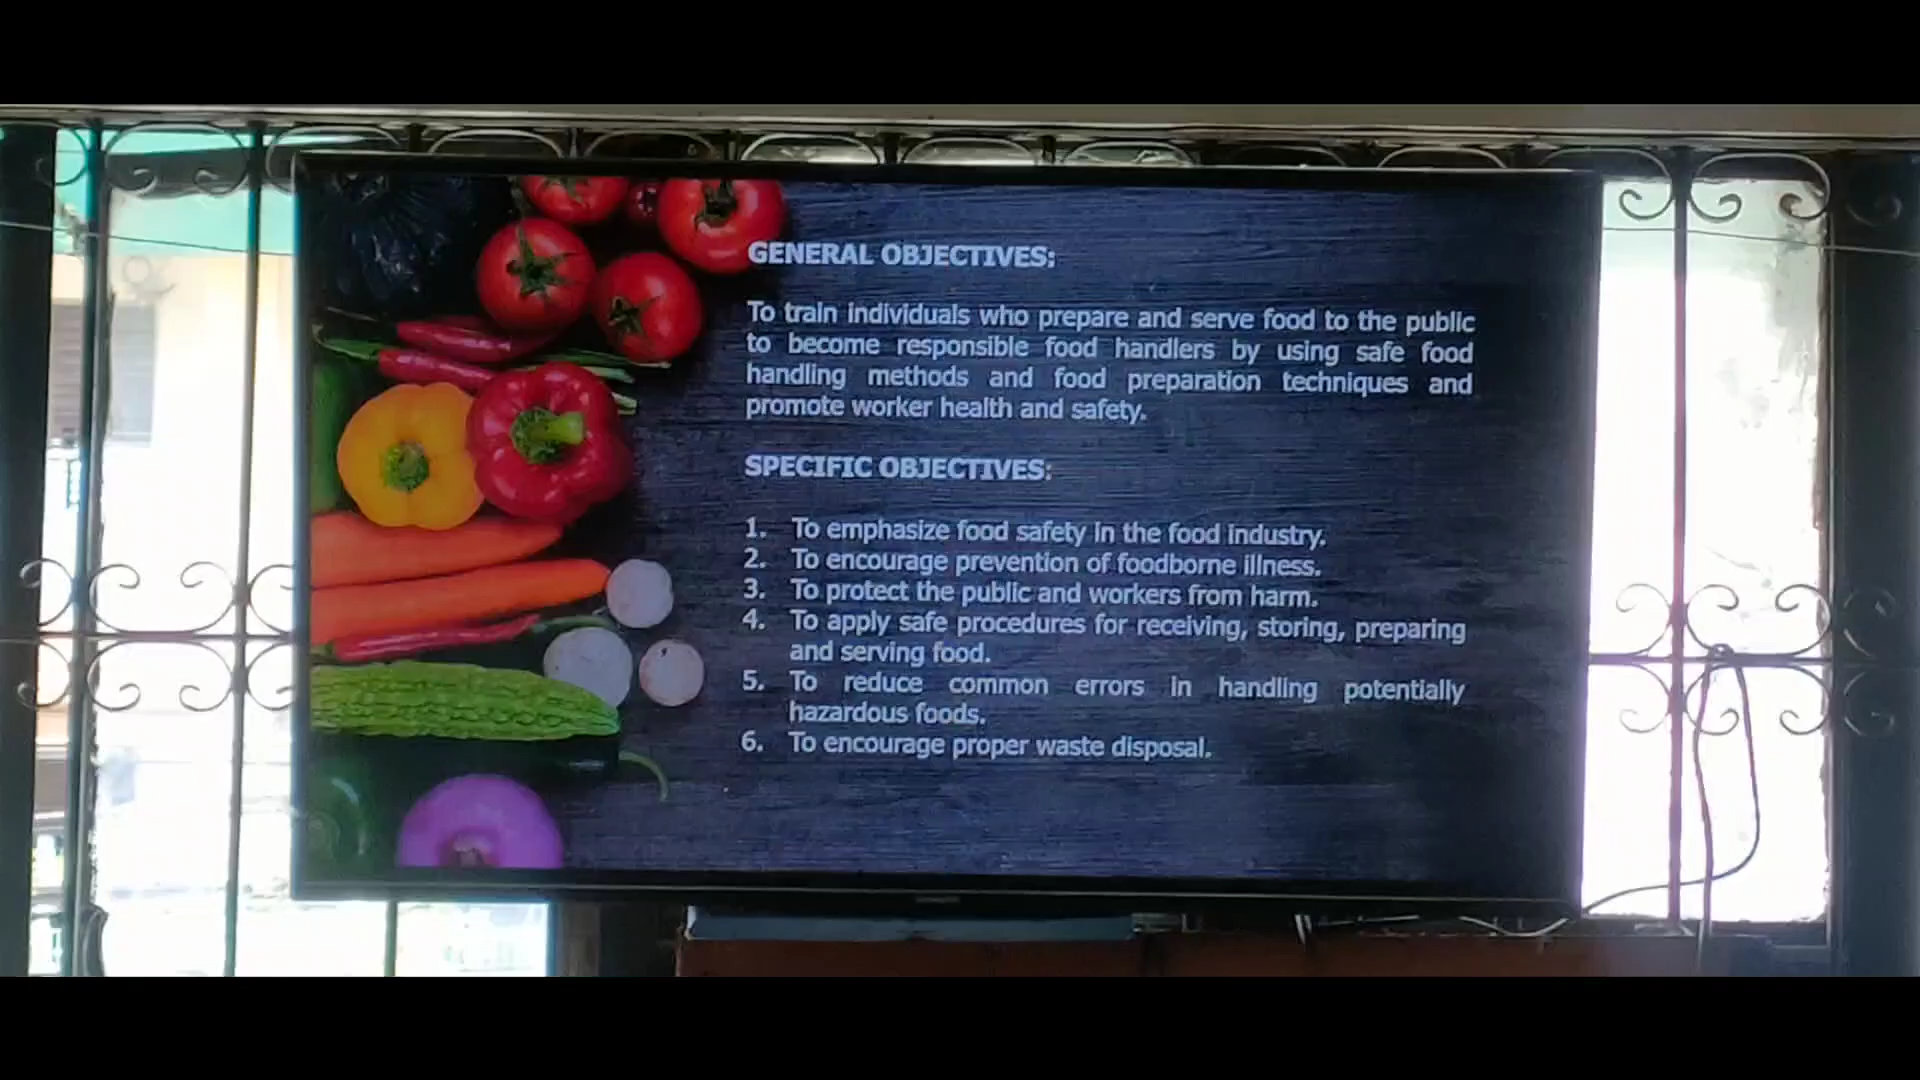 GENERAL OBJECTIVES:
To train individuals who prepare and serve food to the public
to become responsible food handlers by using safe food
handling methods and food preparation techniques and
promote worker health and safety.
SPECIFIC OBJECTIVES:
1. To emphasize food safety in the food industry.
2. To encourage prevention of foodborne illness.
3. To protect the public and workers from harm.
4. To apply safe procedures for receiving, storing, preparing
and serving food.
5. To reduce common errors in handling potentially
hazardous foods.
6. To encourage proper waste disposal.